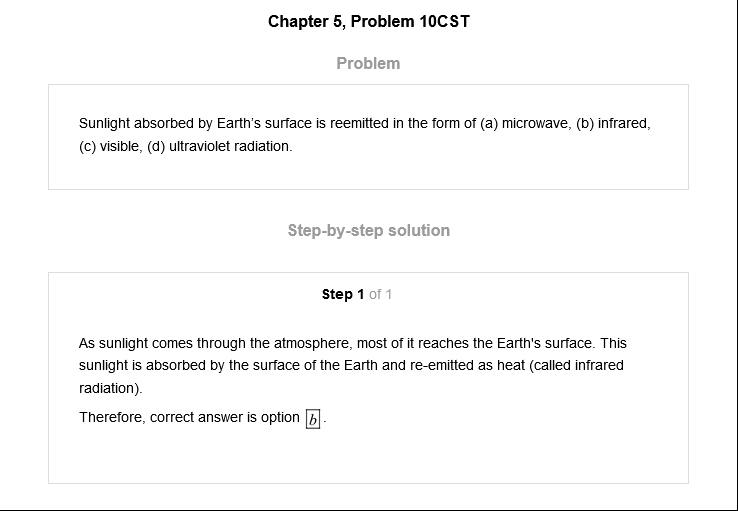 Chapter 5, Problem 10CST
Problem
Sunlight absorbed by Earth's surface is reemitted in the form of (a) microwave, (b) infrared,
(c) visible, (d) ultraviolet radiation.
Step-by-step solution
Step 1 of 1
As sunlight comes through the atmosphere, most of it reaches the Earth's surface. This
sunlight is absorbed by the surface of the Earth and re-emitted as heat (called infrared
radiation).
Therefore, correct answer is option b.